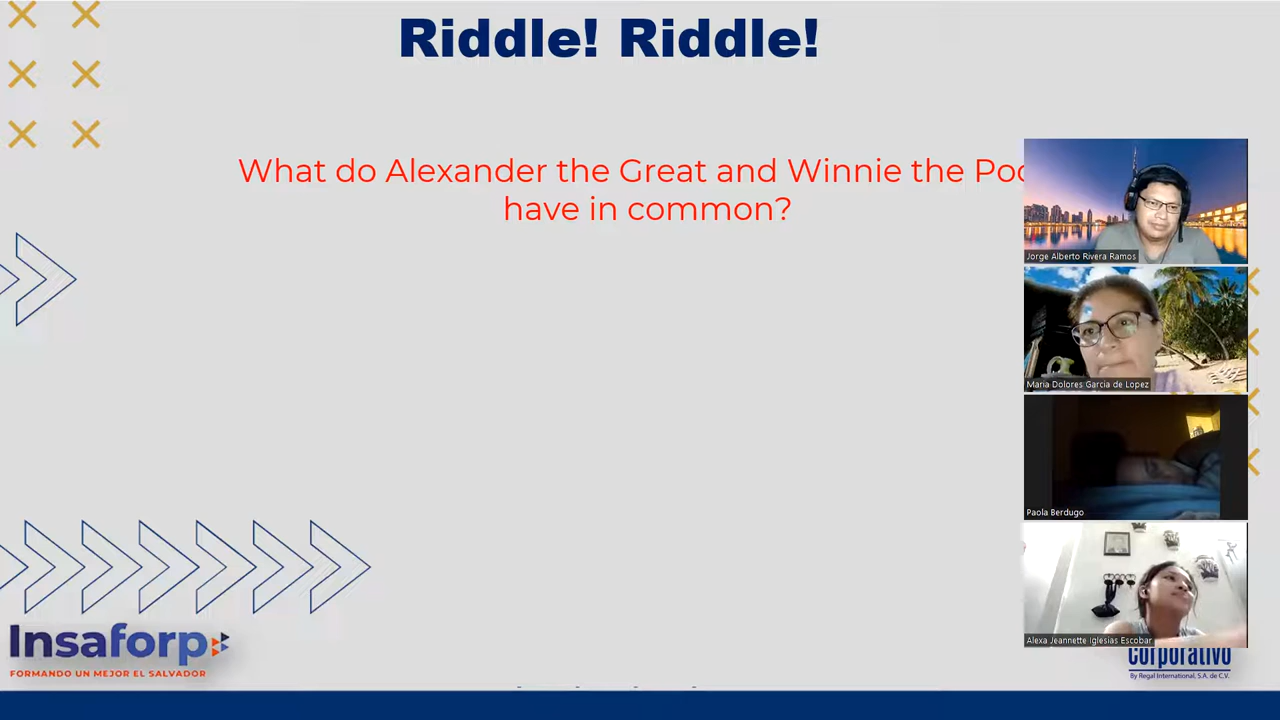 Riddle! Riddle!
What do Alexander the Great and Winnie the
have in common?
Jorge Alberto Rivera Ramos
Maria Dolores Garcia de Lopez
Paola Berdugo
Alexa Jeannette Iglesias Escobar
Insaforp
FORMANDO UN MEJOR EL SALVADOR
Corporativo
By Regal International, S.A. de C.V.